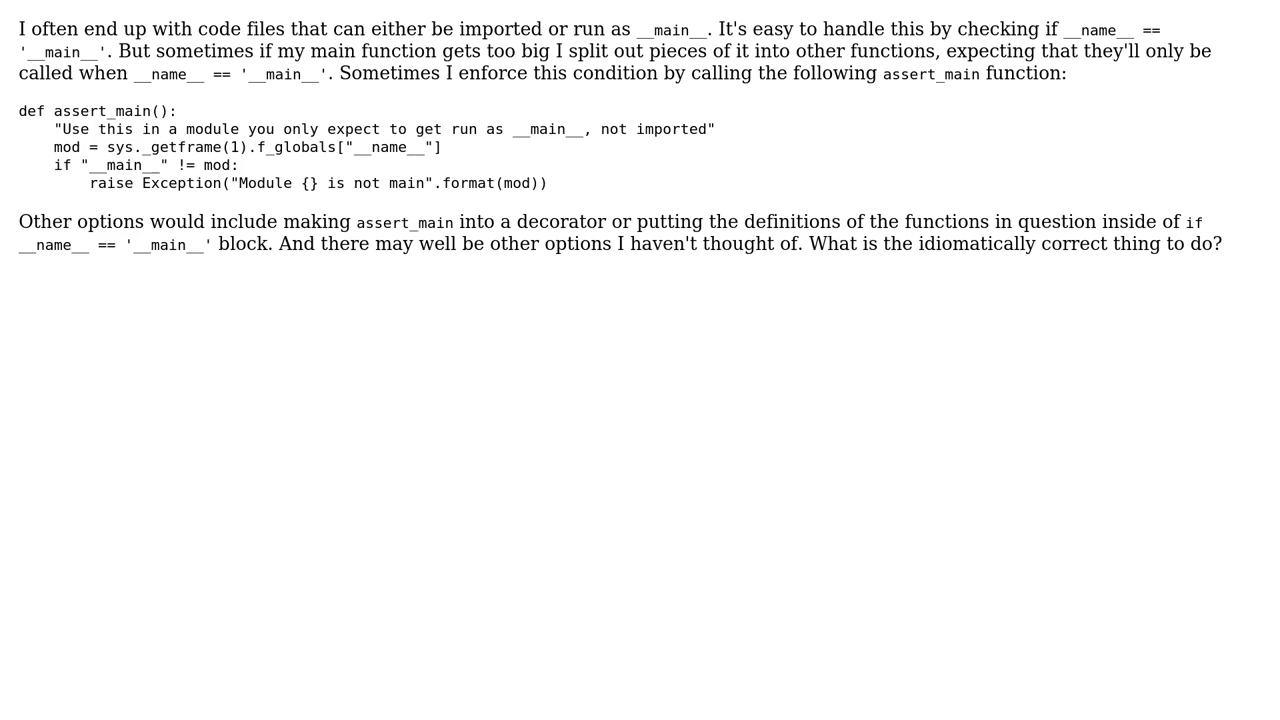 I often end up with code files that can either be imported or run as __main__. It's easy to handle this by checking if __name__ ==
'__main__'. But sometimes if my main function gets too big I split out pieces of it into other functions, expecting that they'll only be
called when __name__ == '__main__'. Sometimes I enforce this condition by calling the following assert_main function:
def assert_main():
    "Use this in a module you only expect to get run as __main__, not imported"
    mod = sys._getframe(1).f_globals["__name__"]
    if "__main__" != mod:
        raise Exception("Module {} is not main".format(mod))
Other options would include making assert_main into a decorator or putting the definitions of the functions in question inside of if
__name__ == '__main__' block. And there may well be other options I haven't thought of. What is the idiomatically correct thing to do?